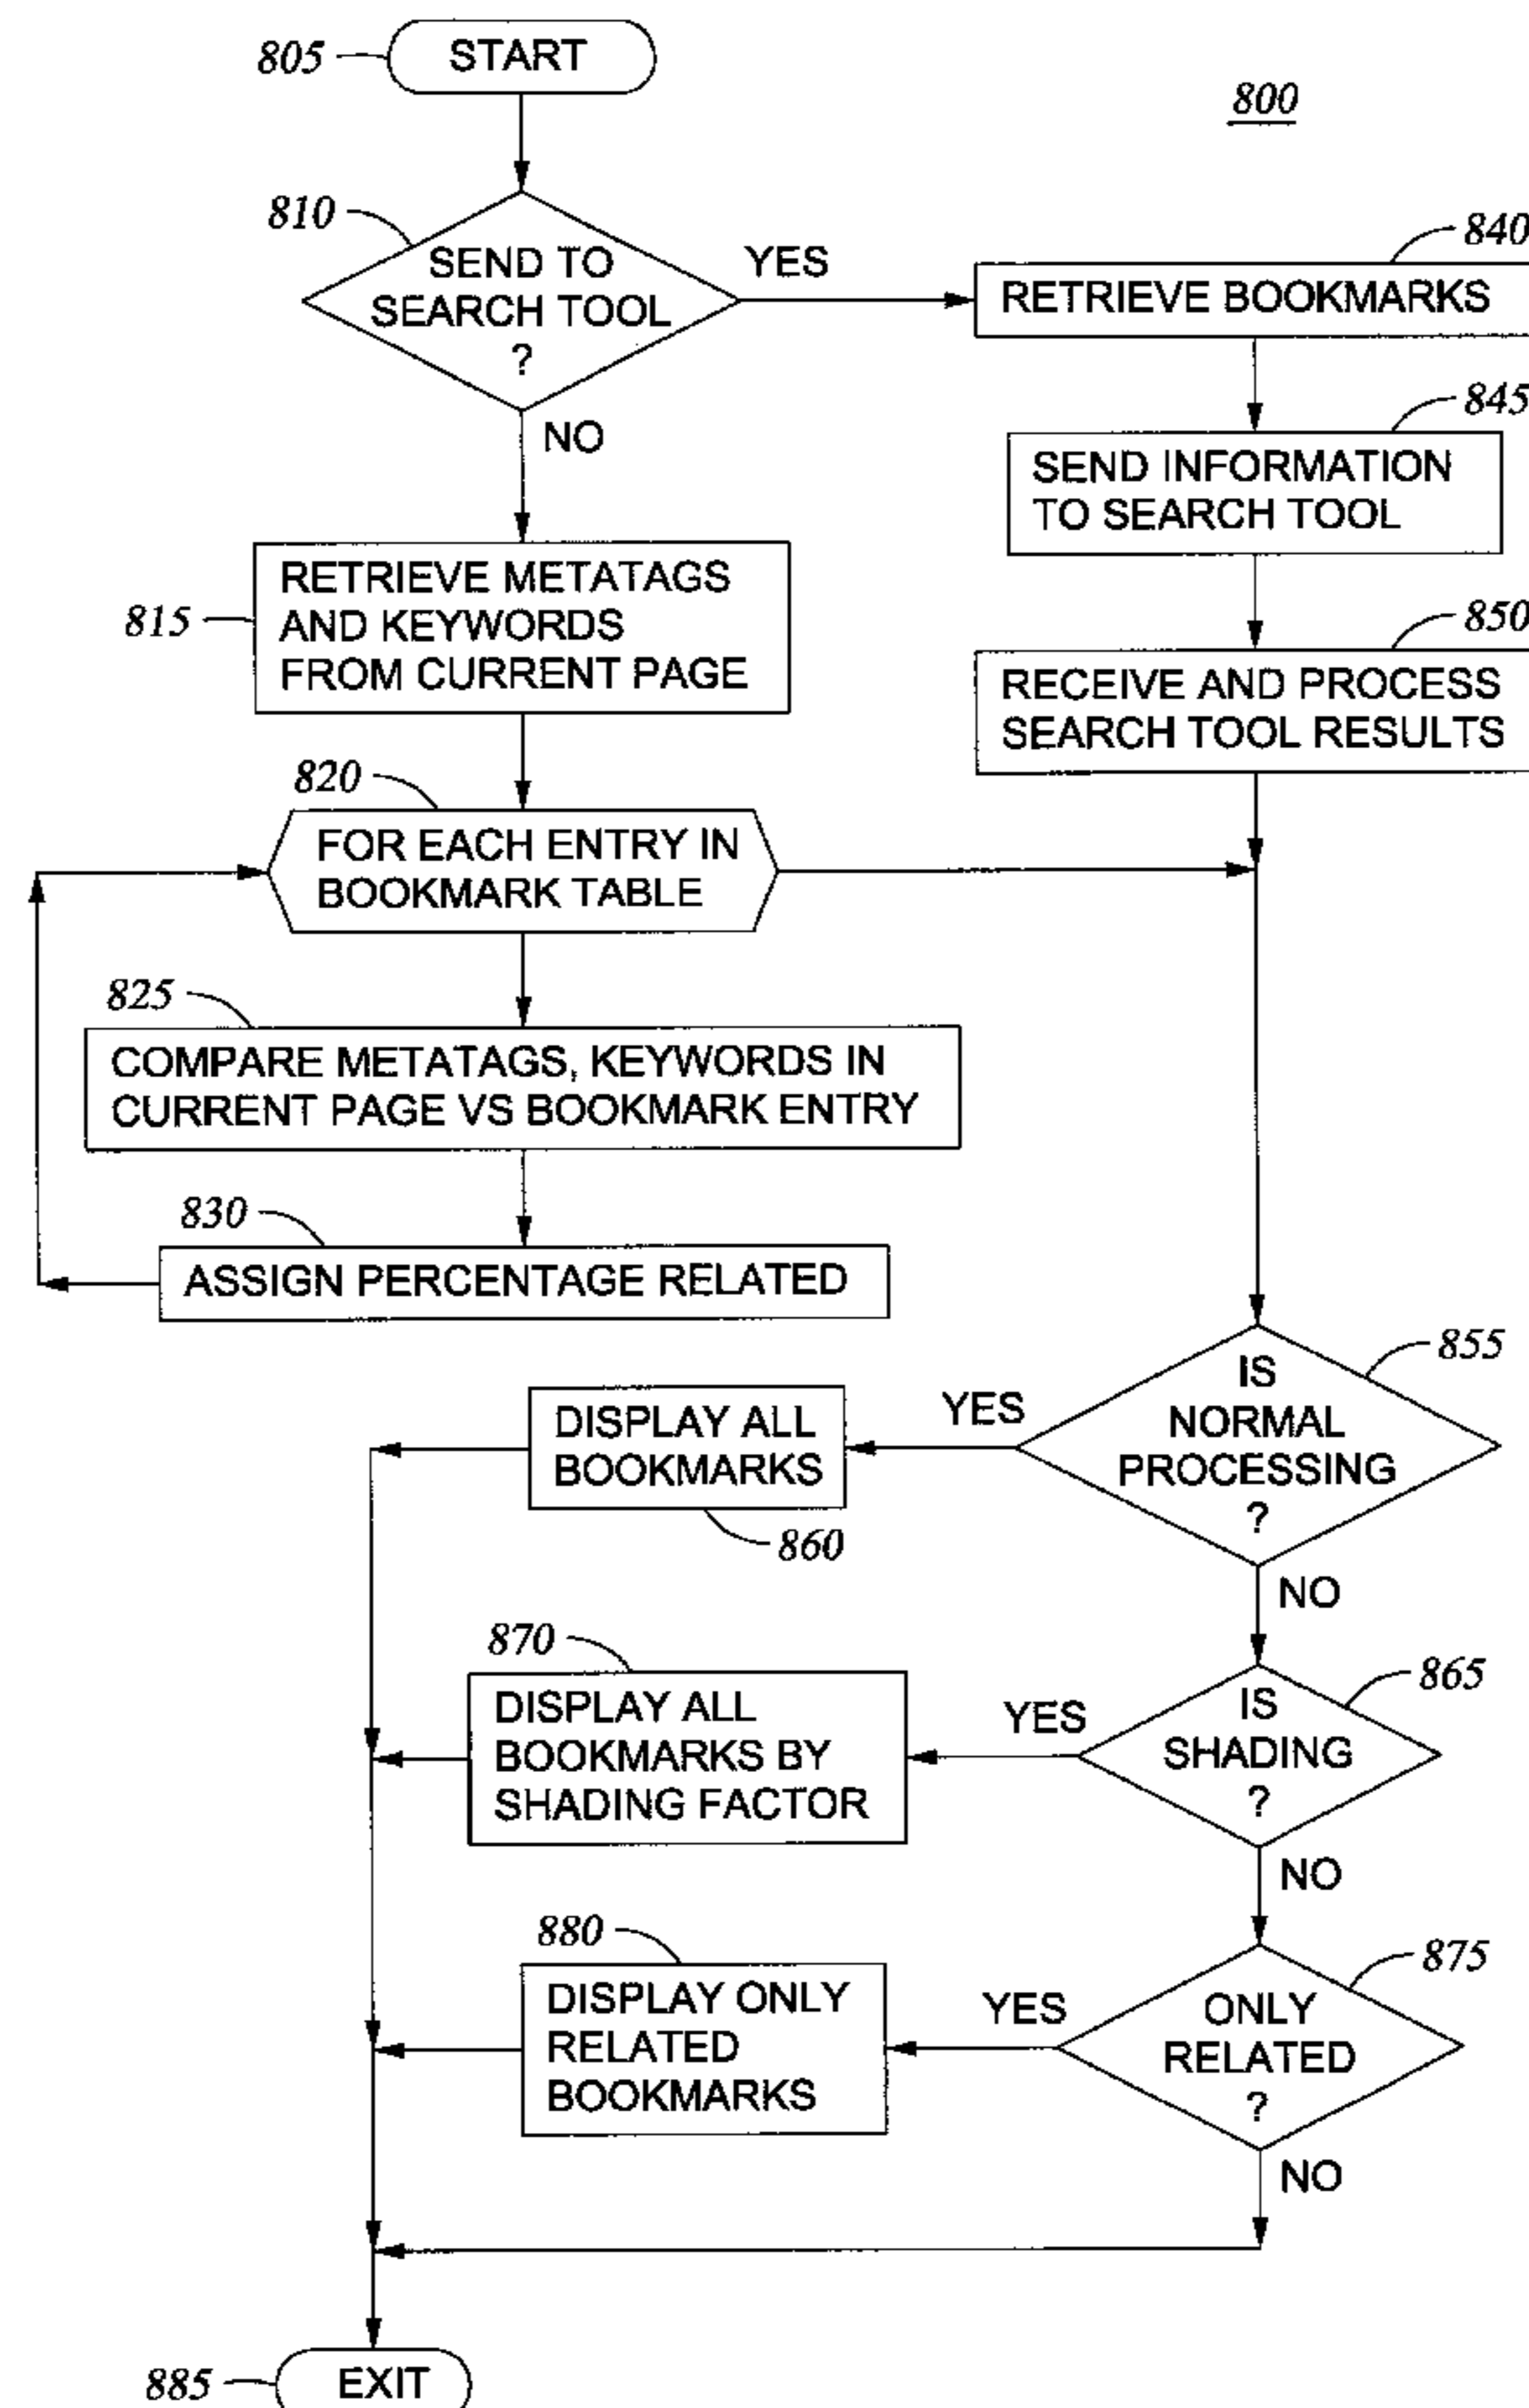 805
START
800
810
SEND TO
SEARCH TOOL
?
YES
NO
840
RETRIEVE BOOKMARKS
845
SEND INFORMATION
TO SEARCH TOOL
850
RECEIVE AND PROCESS
SEARCH TOOL RESULTS
815
RETRIEVE METATAGS
AND KEYWORDS
FROM CURRENT PAGE
820
FOR EACH ENTRY IN
BOOKMARK TABLE
825
COMPARE METATAGS, KEYWORDS IN
CURRENT PAGE VS BOOKMARK ENTRY
830
ASSIGN PERCENTAGE RELATED
855
IS
NORMAL
PROCESSING
?
YES
DISPLAY ALL
BOOKMARKS
860
NO
865
IS
SHADING
?
YES
870
DISPLAY ALL
BOOKMARKS BY
SHADING FACTOR
NO
875
ONLY
RELATED
?
YES
880
DISPLAY ONLY
RELATED
BOOKMARKS
NO
885
EXIT